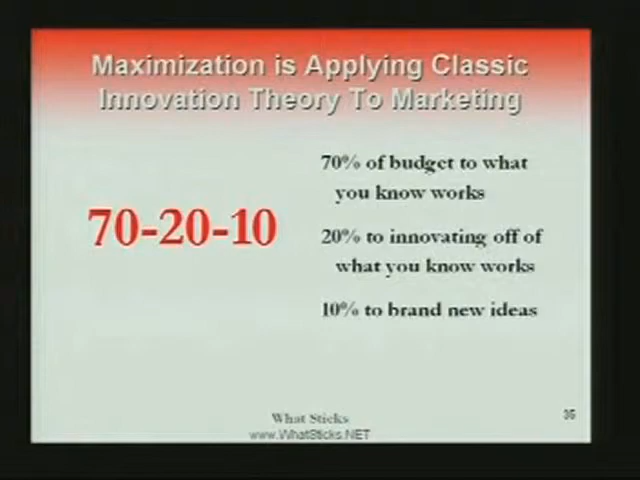 Maximization is Applying Classic
Innovation Theory To Marketing
70-20-10
70% of budget to what
you know works
20% to innovating off of
what you know works
10% to brand new ideas
What Sticks
www.WhatSticks.NET
35